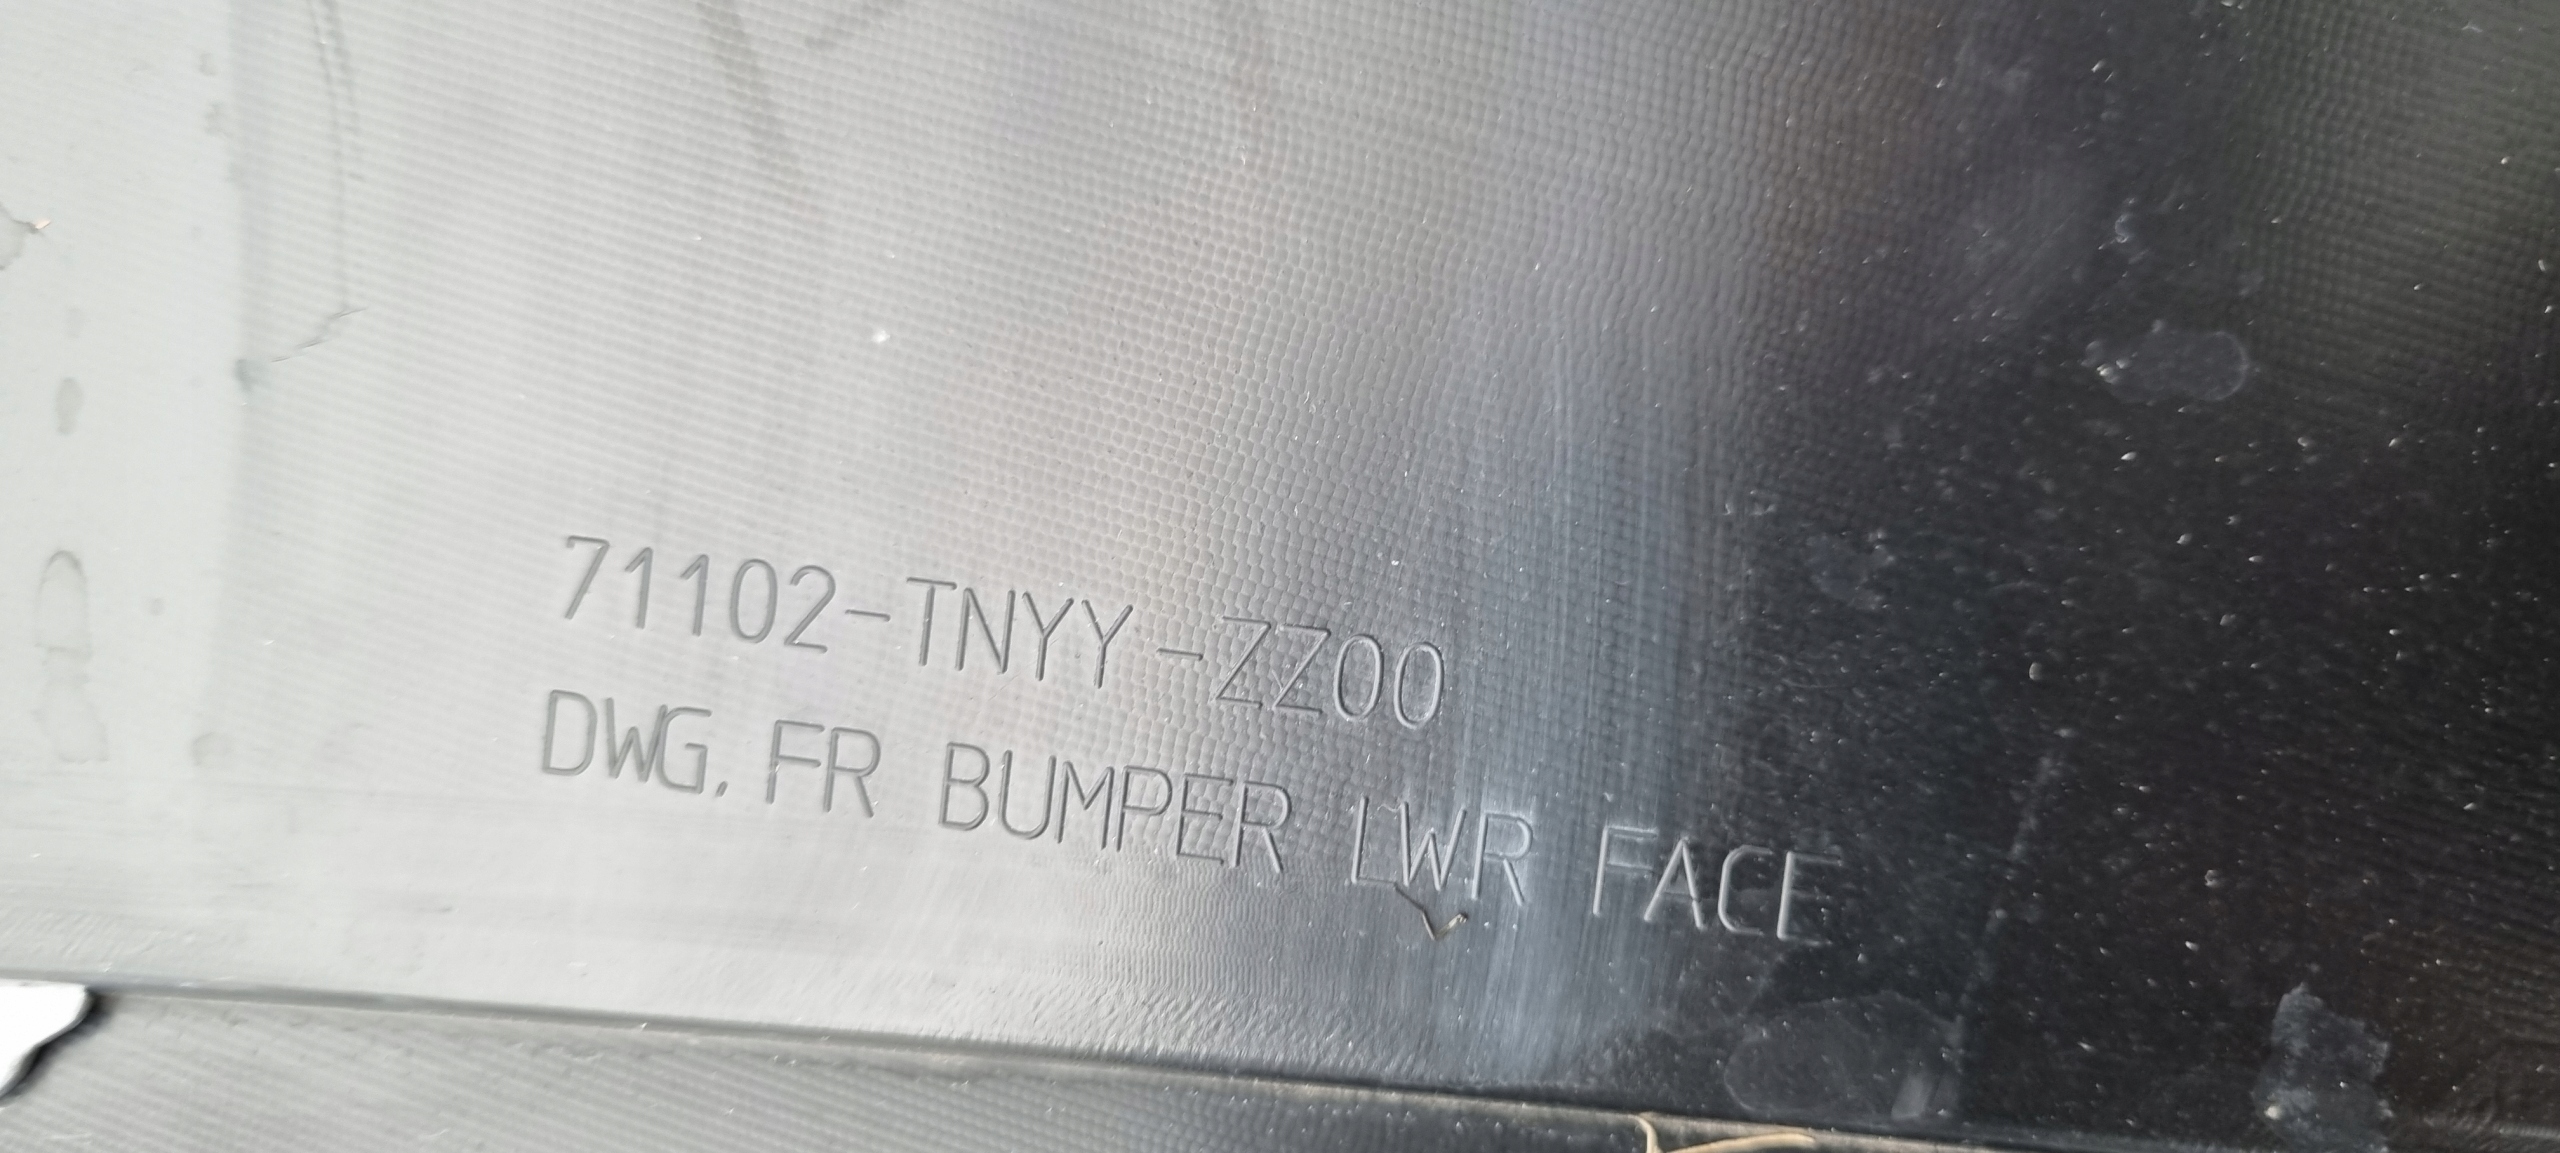 71102-TNYY-ZZ00
DWG. FR BUMPER LWR FACE